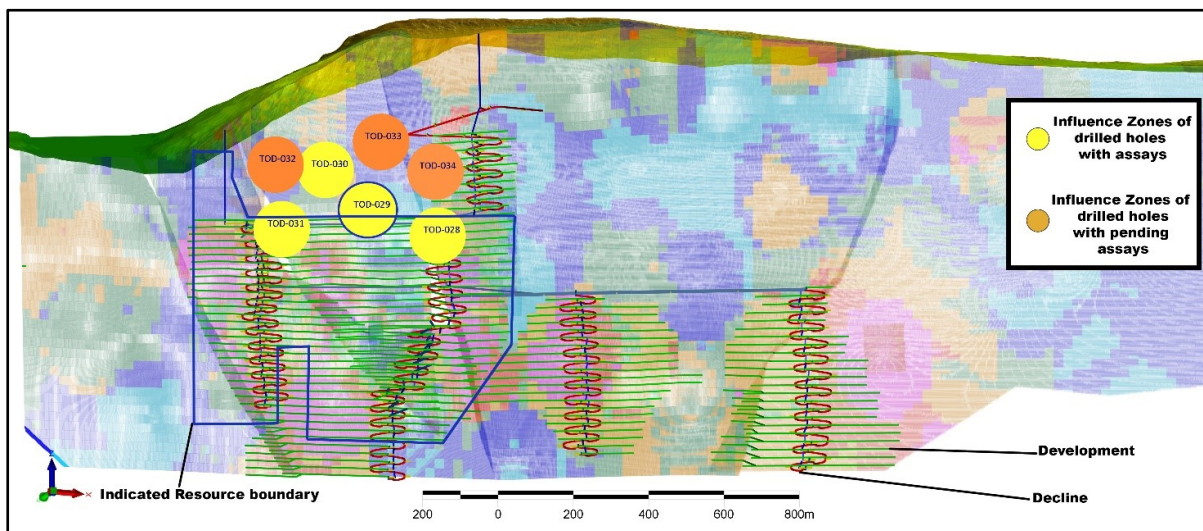 TOD-033
TOD-032
TOD-030
TOD-034
TOD-029
TOD-031
TOD-028
Influence Zones of
drilled holes
with assays
Influence Zones of
drilled holes
with pending
assays
Development
Decline
Indicated Resource boundary
x
200 0 200 400 600 800m